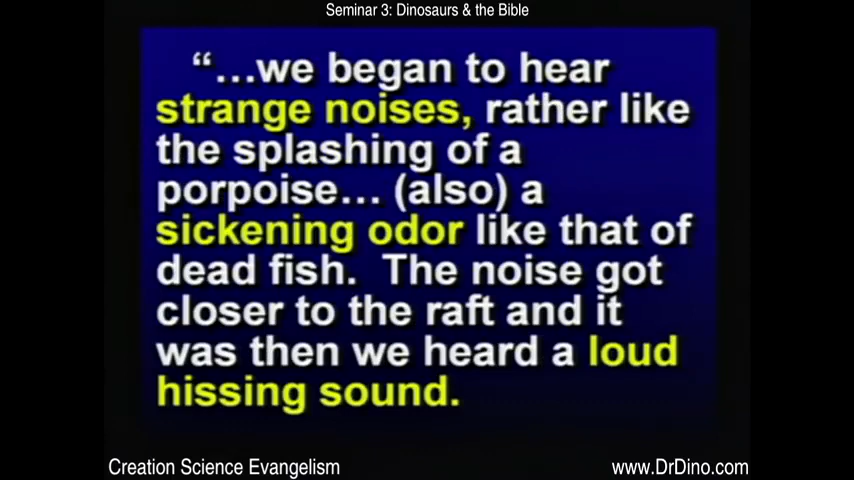 Seminar 3: Dinosaurs & the Bible
“…we began to hear
strange noises, rather like
the splashing of a
porpoise… (also) a
sickening odor like that of
dead fish.  The noise got
closer to the raft and it
was then we heard a loud
hissing sound.
Creation Science Evangelism
www.DrDino.com